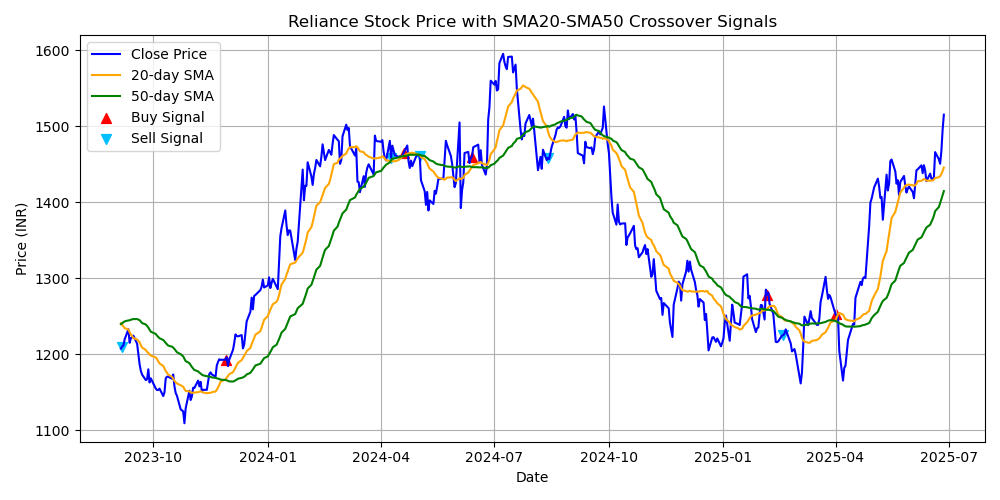 Reliance Stock Price with SMA20-SMA50 Crossover Signals
Close Price
20-day SMA
50-day SMA
Buy Signal
Sell Signal
Price (INR)
1600
1500
1400
1300
1200
1100
2023-10
2024-01
2024-04
2024-07
2024-10
2025-01
2025-04
2025-07
Date